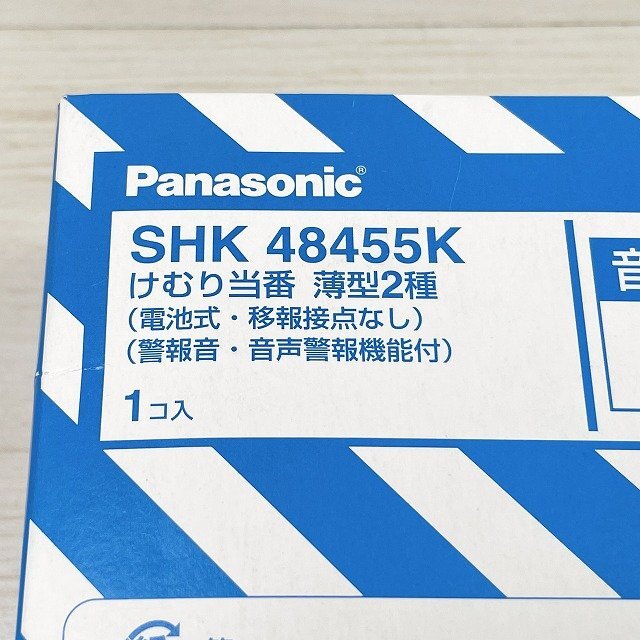 Panasonic®
SHK 48455K
けむり当番 薄型2種
(電池式・移報接点なし)
(警報音・音声警報機能付)
1コ入
音